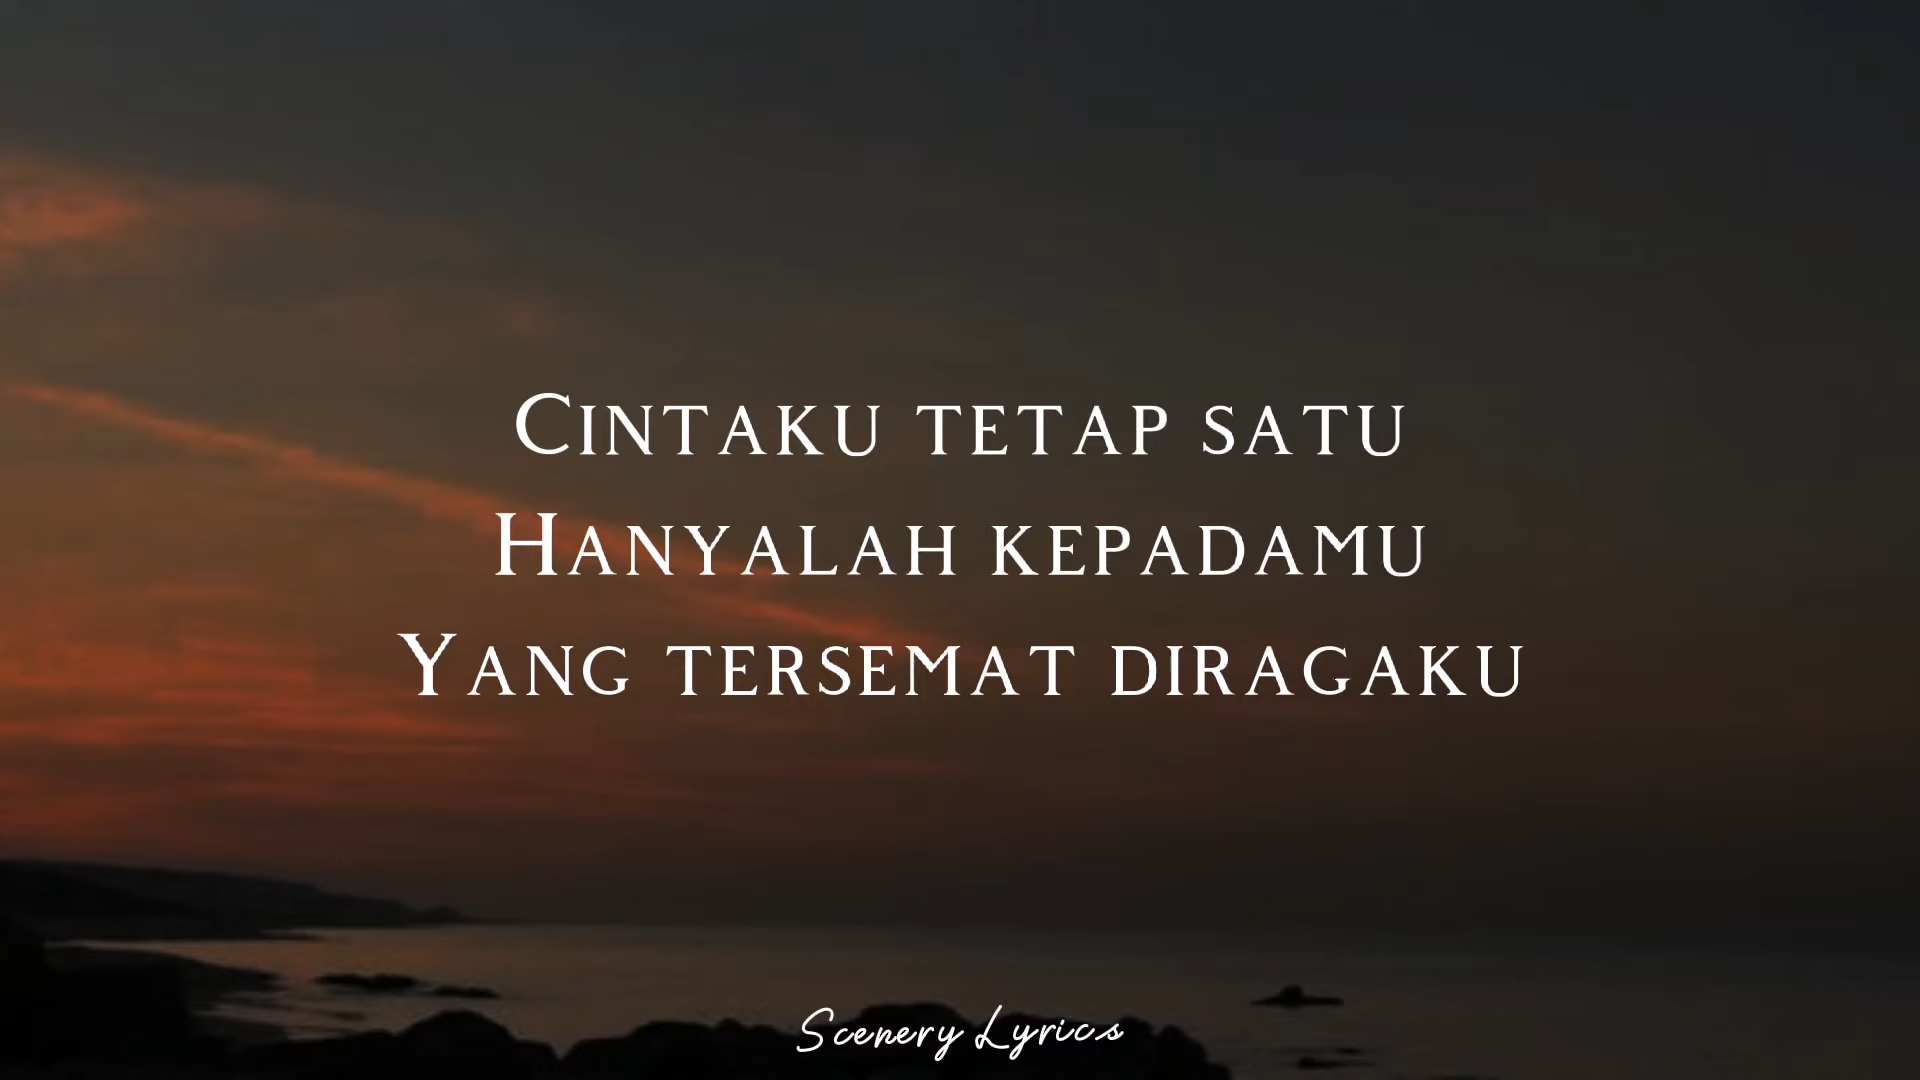 Cintaku tetap satu
Hanyalah kepadamu
Yang tersemat diragaku
Scenery Lyrics